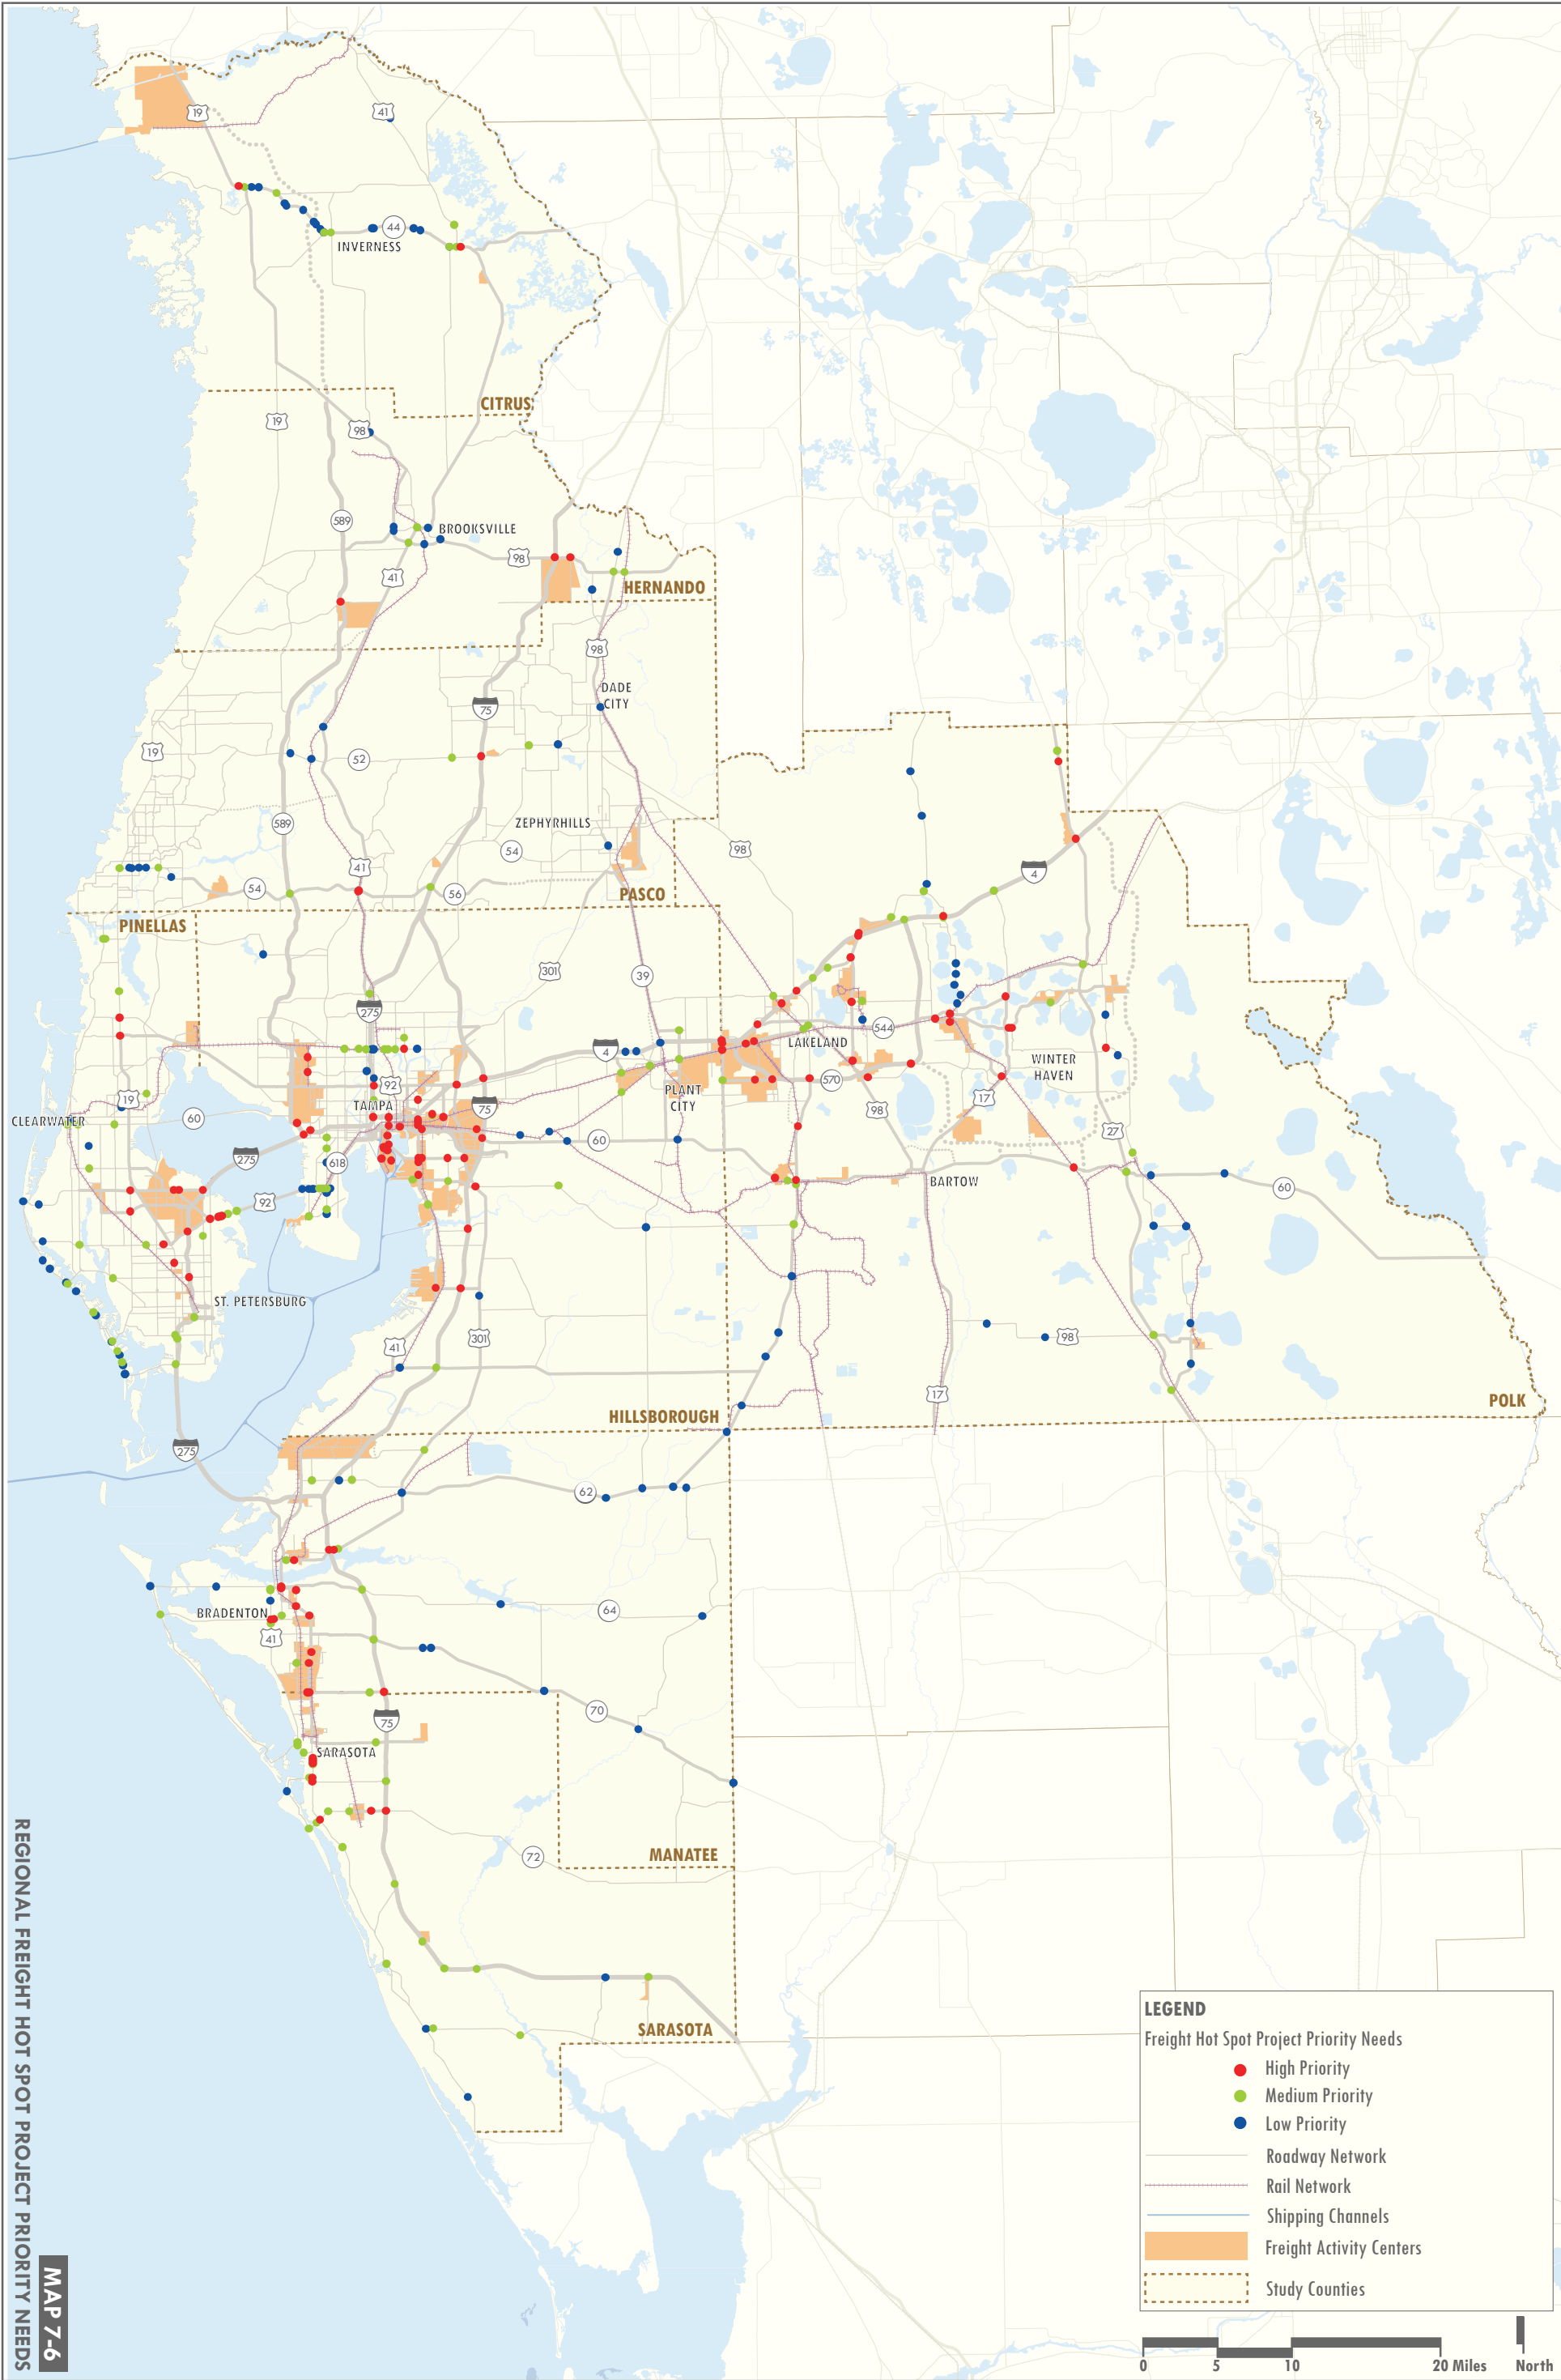 19
41
44
INVERNESS
CITRUS
19
98
589
BROOKSVILLE
98
41
HERNANDO
98
DADE
CITY
75
19
52
589
ZEPHYRHILLS
54
98
41
4
54
56
PASCO
PINELLAS
301
39
275
544
4
LAKELAND
WINTER
HAVEN
92
570
PLANT
CITY
19
TAMPA
75
17
98
60
CLEARWATER
60
27
275
618
BARTOW
92
60
ST. PETERSBURG
41
301
98
17
HILLSBOROUGH
POLK
275
62
64
BRADENTON
41
70
75
SARASOTA
MANATEE
72
SARASOTA
LEGEND
Freight Hot Spot Project Priority Needs
High Priority
Medium Priority
Low Priority
Roadway Network
Rail Network
Shipping Channels
Freight Activity Centers
Study Counties
0 5 10 20 Miles
North
REGIONAL FREIGHT HOT SPOT PROJECT PRIORITY NEEDS
MAP 7-6